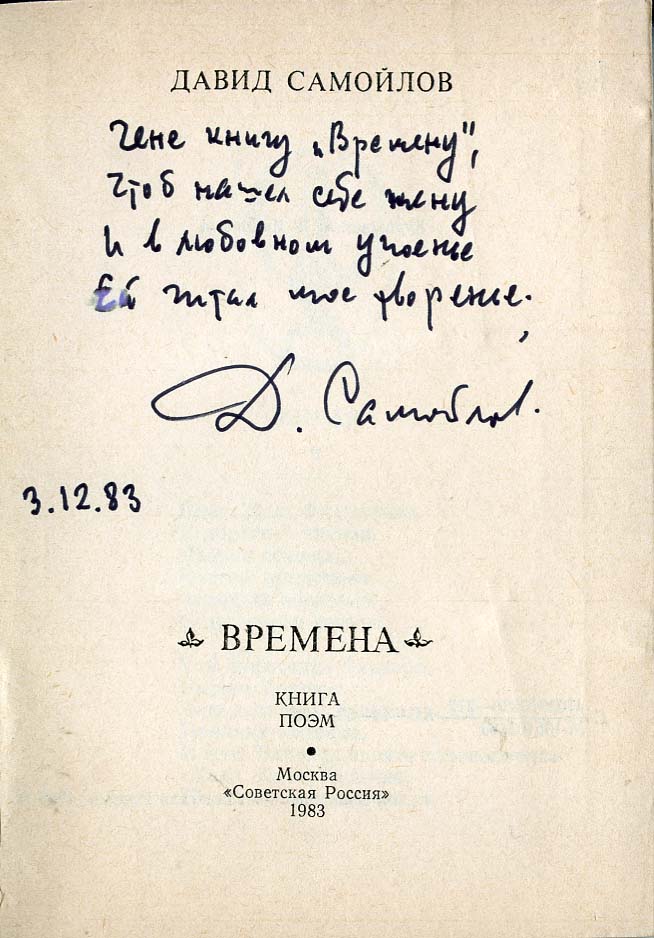 ДАВИД САМОЙЛОВ
Гене книгу „Времену",
Чтоб нашел себе жену
И в любовном упоенье
Ей читал мое творенье.
Д. Самойлов.
3.12.83
ВРЕМЕНА
КНИГА
ПОЭМ
Москва
«Советская Россия»
1983